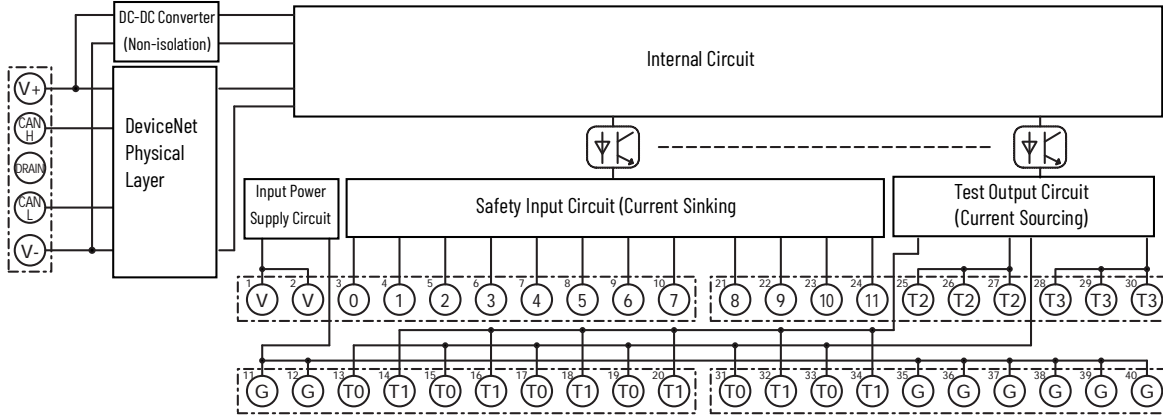 DC-DC Converter
(Non-isolation)
Internal Circuit
V+
CAN
H
DRAIN
CAN
L
V-
DeviceNet
Physical
Layer
Input Power
Supply Circuit
Safety Input Circuit (Current Sinking
Test Output Circuit
(Current Sourcing)
1 2 3 4 5 6 7 8 9 10 21 22 23 24 25 26 27 28 29 30
V V 0 1 2 3 4 5 6 7 8 9 10 11 T2 T2 T2 T3 T3 T3
11 12 13 14 15 16 17 18 19 20 31 32 33 34 35 36 37 38 39 40
G G T0 T1 T0 T1 T0 T1 T0 T1 T0 T1 T0 T1 G G G G G G